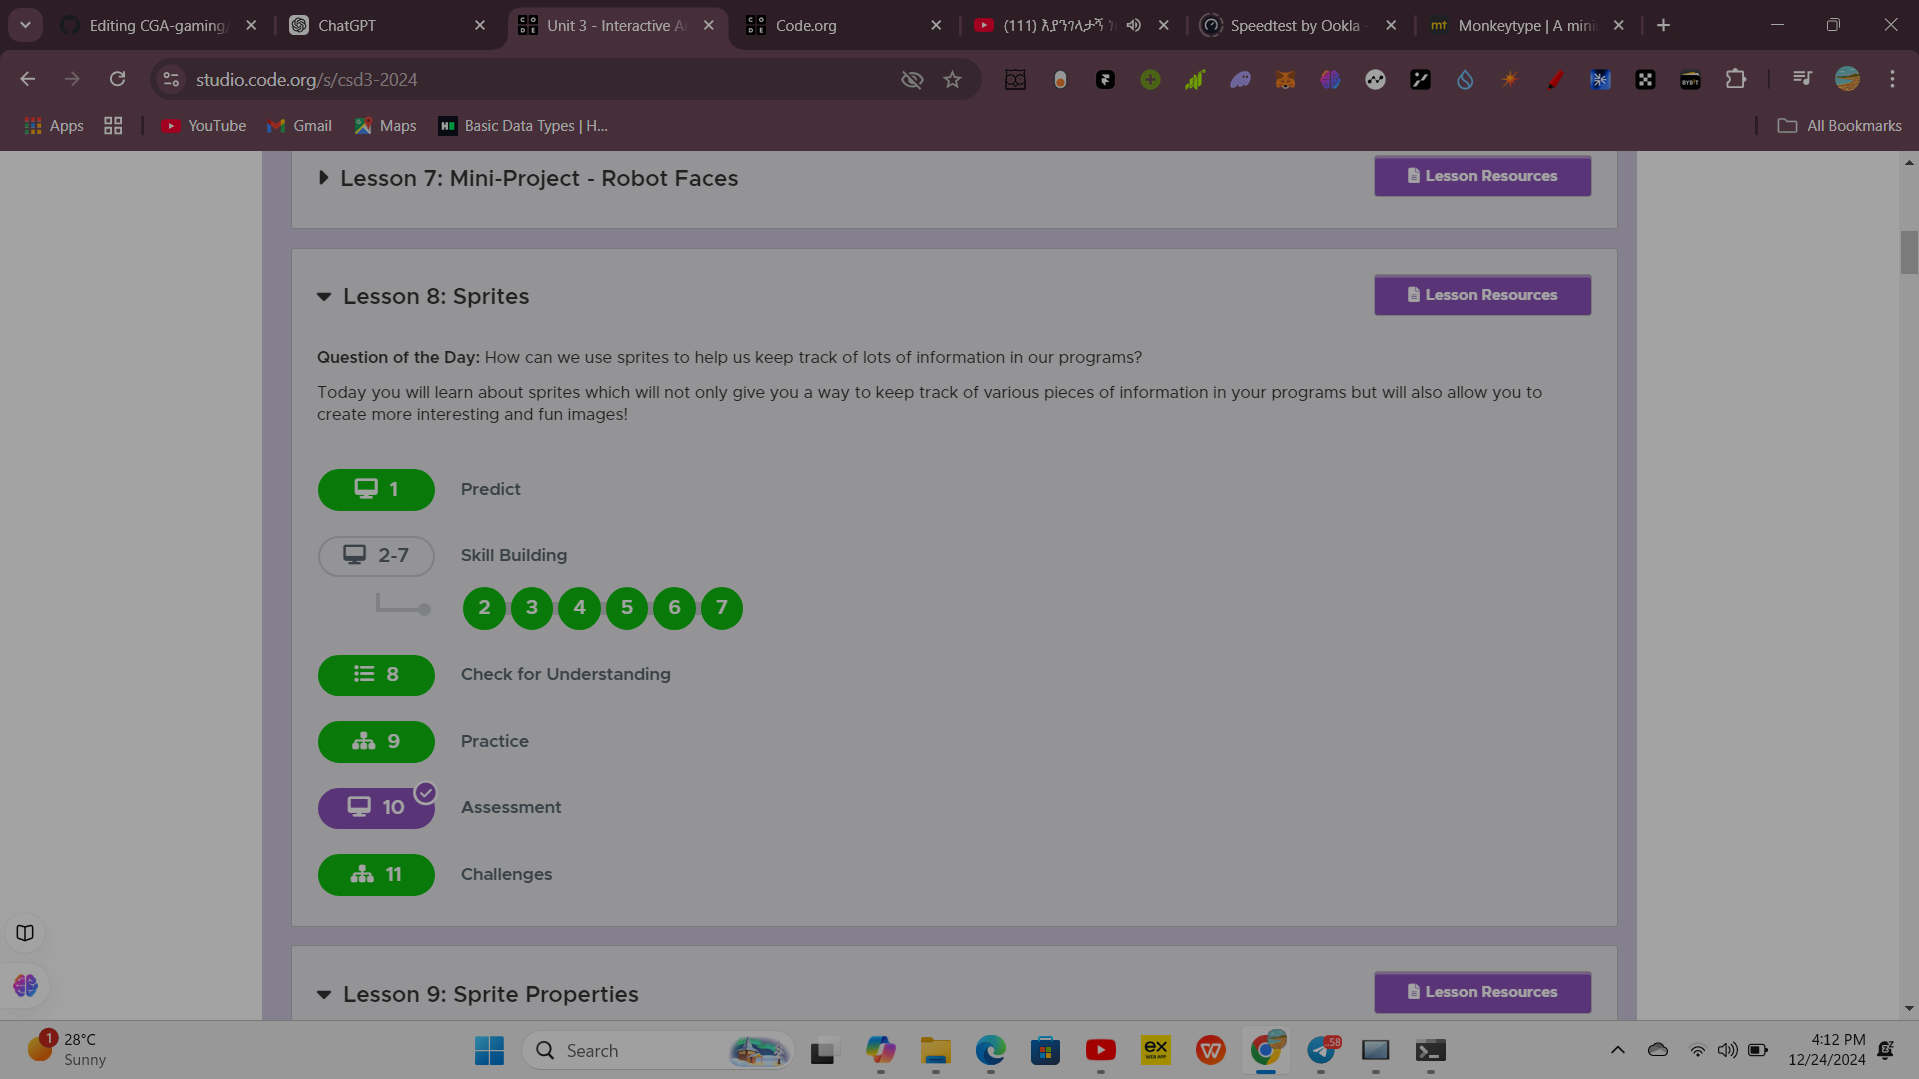 Editing CGA-gaming/
ChatGPT
Unit 3 - Interactive A
Code.org
(111) እያንገላታኝ
Speedtest by Ookla -
mt Monkeytype | A mini
studio.code.org/s/csd3-2024
Apps
YouTube
Gmail
Maps
Basic Data Types | H...
All Bookmarks
Lesson 7: Mini-Project - Robot Faces
Lesson Resources
Lesson 8: Sprites
Lesson Resources
Question of the Day: How can we use sprites to help us keep track of lots of information in our programs?
Today you will learn about sprites which will not only give you a way to keep track of various pieces of information in your programs but will also allow you to
create more interesting and fun images!
1 Predict
2-7 Skill Building
2 3 4 5 6 7
8 Check for Understanding
9 Practice
10 Assessment
11 Challenges
Lesson 9: Sprite Properties
Lesson Resources
1
28°C
Sunny
Search
ex
WEB APP
58
4:12 PM
12/24/2024